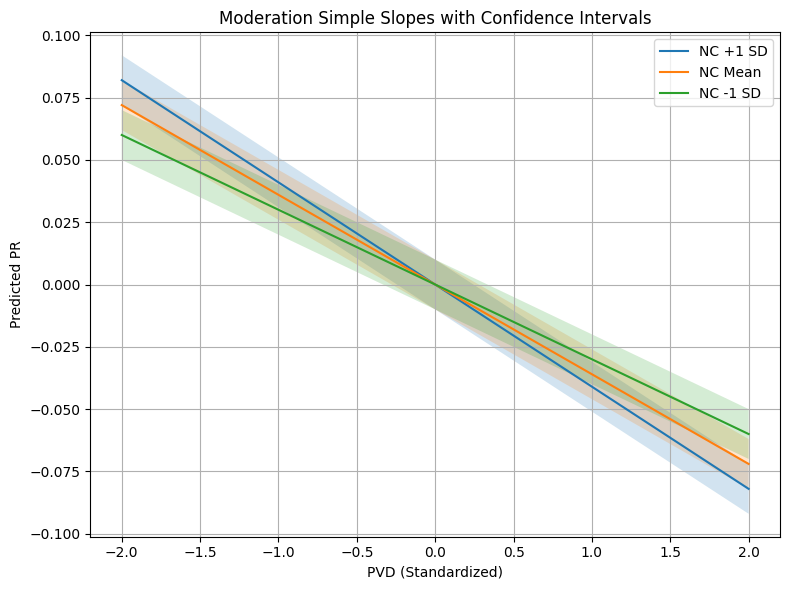 Moderation Simple Slopes with Confidence Intervals
NC +1 SD
NC Mean
NC -1 SD
0.100
0.075
0.050
0.025
0.000
−0.025
−0.050
−0.075
−0.100
Predicted PR
−2.0 −1.5 −1.0 −0.5 0.0 0.5 1.0 1.5 2.0
PVD (Standardized)